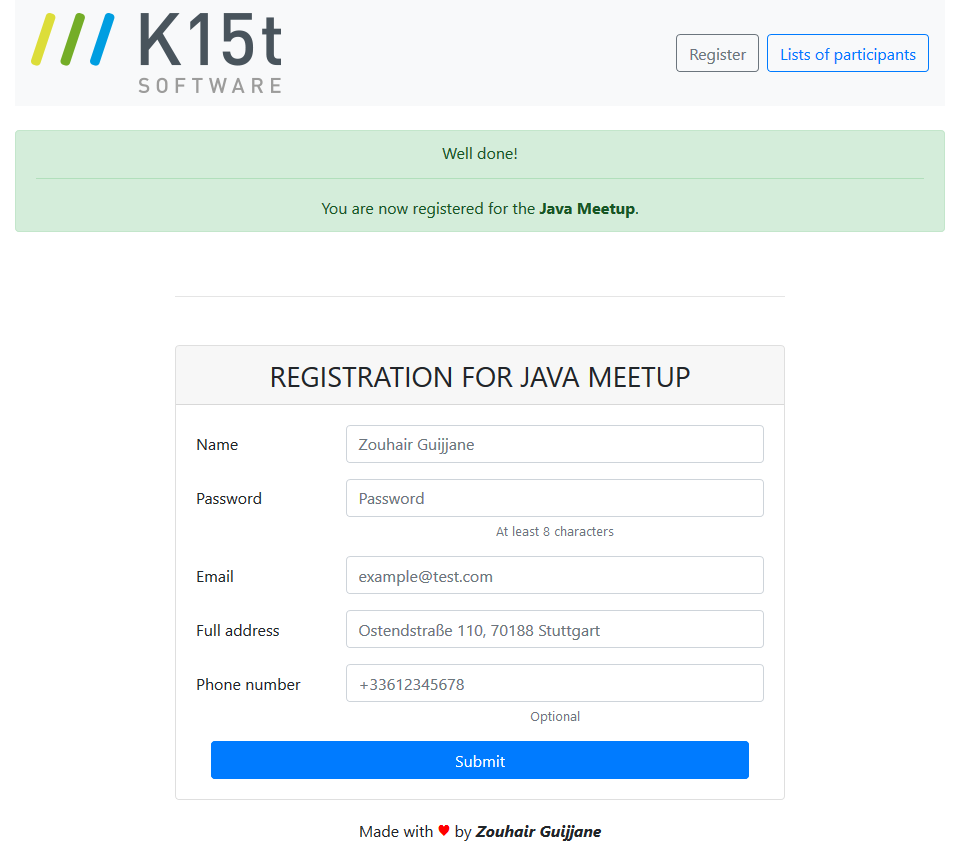 K15t
SOFTWARE
Register
Lists of participants
Well done!
You are now registered for the Java Meetup.
REGISTRATION FOR JAVA MEETUP
Name
Zouhair Guijjane
Password
Password
At least 8 characters
Email
example@test.com
Full address
Ostendstraße 110, 70188 Stuttgart
Phone number
+33612345678
Optional
Submit
Made with ♥ by Zouhair Guijjane